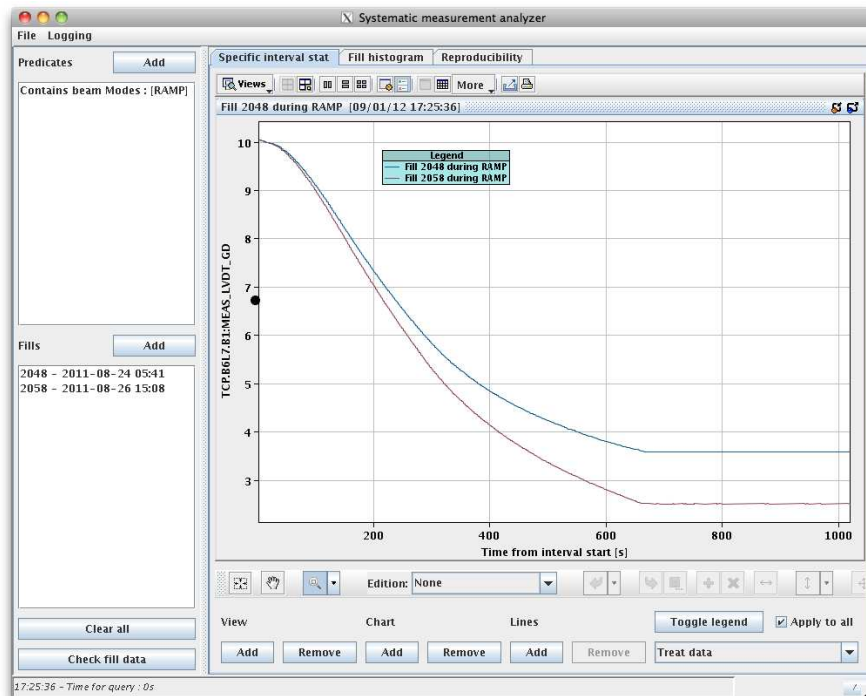 Systematic measurement analyzer
File Logging
Predicates Add
Contains beam Modes : [RAMP]
Fills Add
2048 - 2011-08-24 05:41
2058 - 2011-08-26 15:08
Clear all
Check fill data
Specific interval stat Fill histogram Reproducibility
Views More
Fill 2048 during RAMP [09/01/12 17:25:36]
Legend
Fill 2048 during RAMP
Fill 2058 during RAMP
TCP.B6L7.B1:MEAS_LVDT_GD
10
9
8
7
6
5
4
3
200 400 600 800 1000
Time from interval start [s]
Edition: None
View Chart Lines Toggle legend Apply to all
Add Remove Add Remove Add Remove Treat data
17:25:36 - Time for query : 0s